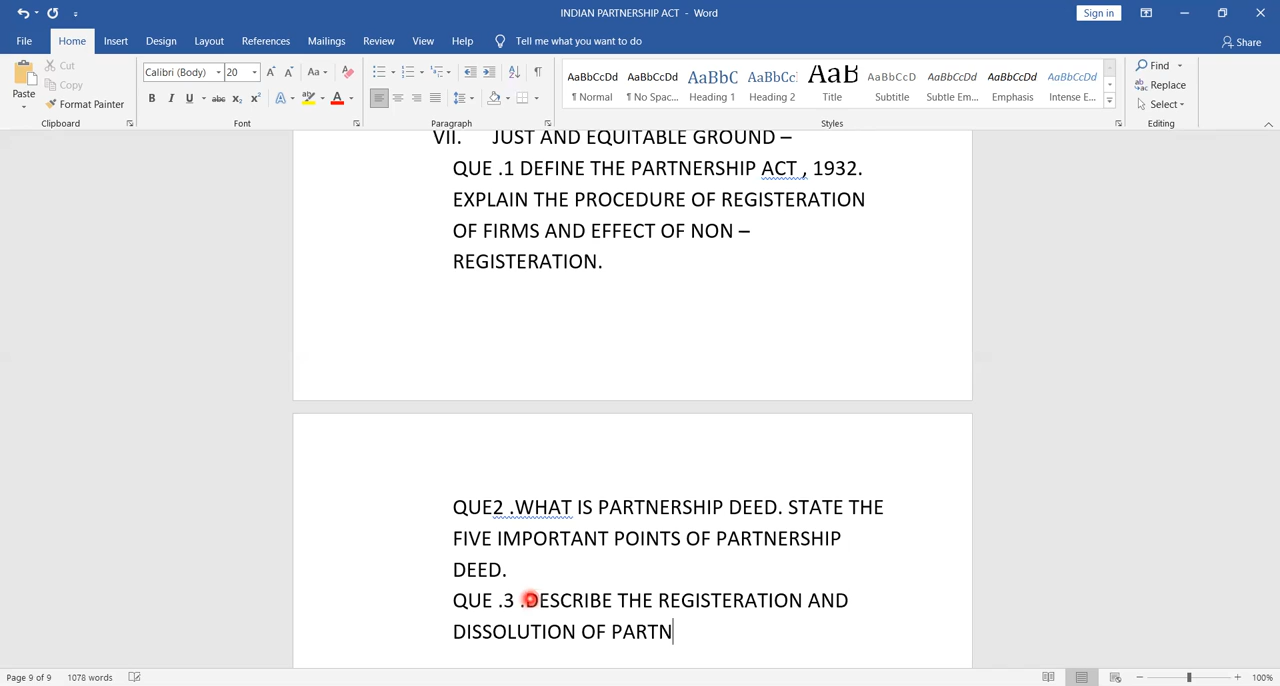 INDIAN PARTNERSHIP ACT - Word
Sign in
File Home Insert Design Layout References Mailings Review View Help Tell me what you want to do Share
Paste
Cut
Copy
Format Painter
Clipboard
Calibri (Body) 20
Font
Paragraph
AaBbCcDd AaBbCcDd AaBbC AaBbCc AaB AaBbCcD AaBbCcDd AaBbCcDd AaBbCcDd
¶ Normal ¶ No Spac... Heading 1 Heading 2 Title Subtitle Subtle Em... Emphasis Intense E...
Styles
Find
Replace
Select
Editing
VII. JUST AND EQUITABLE GROUND –
QUE .1 DEFINE THE PARTNERSHIP ACT , 1932.
EXPLAIN THE PROCEDURE OF REGISTERATION
OF FIRMS AND EFFECT OF NON –
REGISTERATION.
QUE2 .WHAT IS PARTNERSHIP DEED. STATE THE
FIVE IMPORTANT POINTS OF PARTNERSHIP
DEED.
QUE .3 .DESCRIBE THE REGISTERATION AND
DISSOLUTION OF PARTN
Page 9 of 9 1078 words 100%